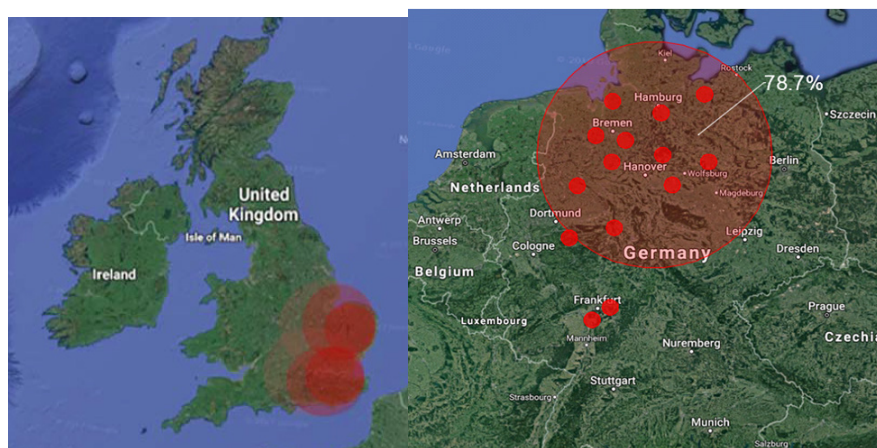 United
Kingdom
Isle of Man
Ireland
Kiel
Rostock
78.7%
Hamburg
Szczecin
Bremen
Amsterdam
Berlin
Hanover
Wolfsburg
Netherlands
Magdeburg
Dortmund
Antwerp
Leipzig
Brussels
Cologne
Germany
Dresden
Belgium
Frankfurt
Prague
Luxembourg
Mannheim
Nuremberg
Czechia
Stuttgart
Strasbourg
Munich
Salzburg